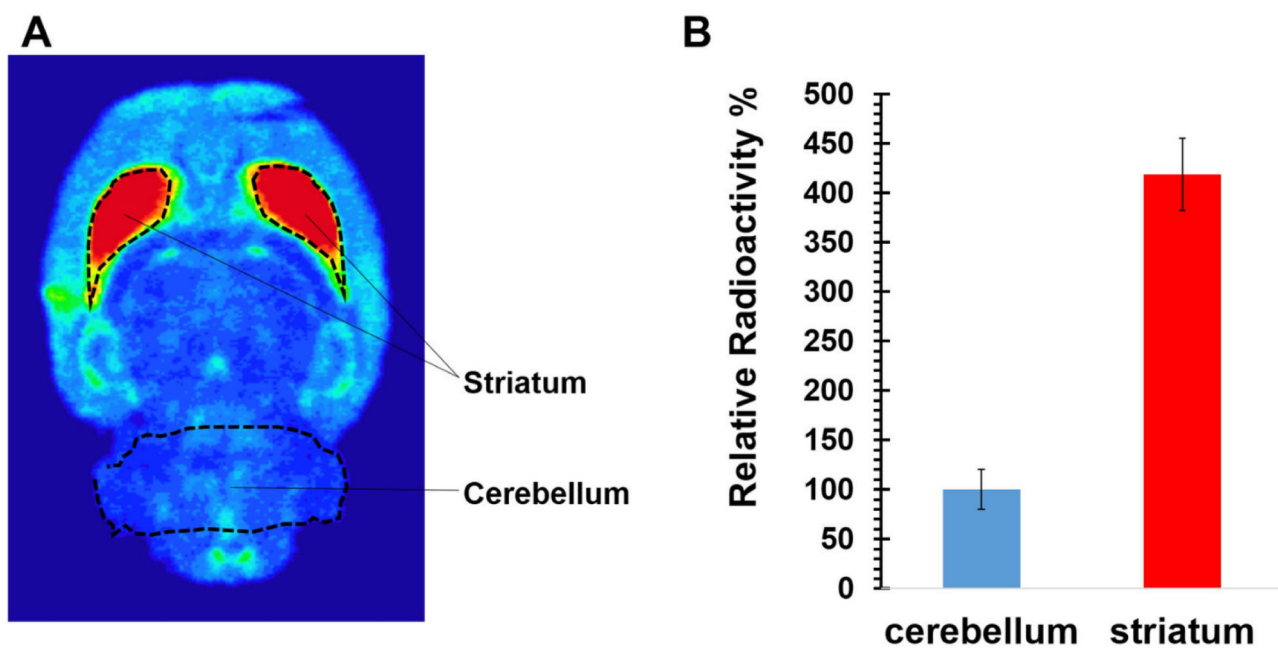 A
Striatum
Cerebellum
B
Relative Radioactivity %
500
450
400
350
300
250
200
150
100
50
0
cerebellum striatum